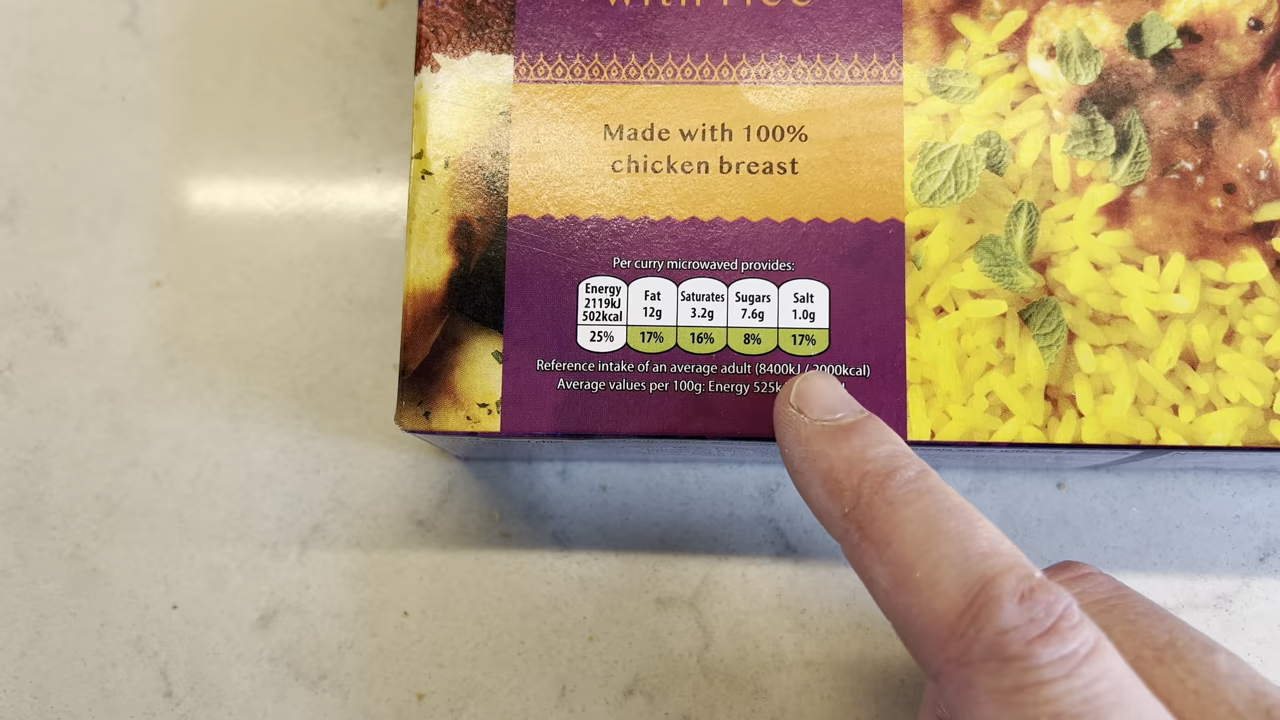 with rice
Made with 100%
chicken breast
Per curry microwaved provides:
Energy 2119kJ 502kcal 25%
Fat 12g 17%
Saturates 3.2g 16%
Sugars 7.6g 8%
Salt 1.0g 17%
Reference intake of an average adult (8400kJ / 2000kcal)
Average values per 100g: Energy